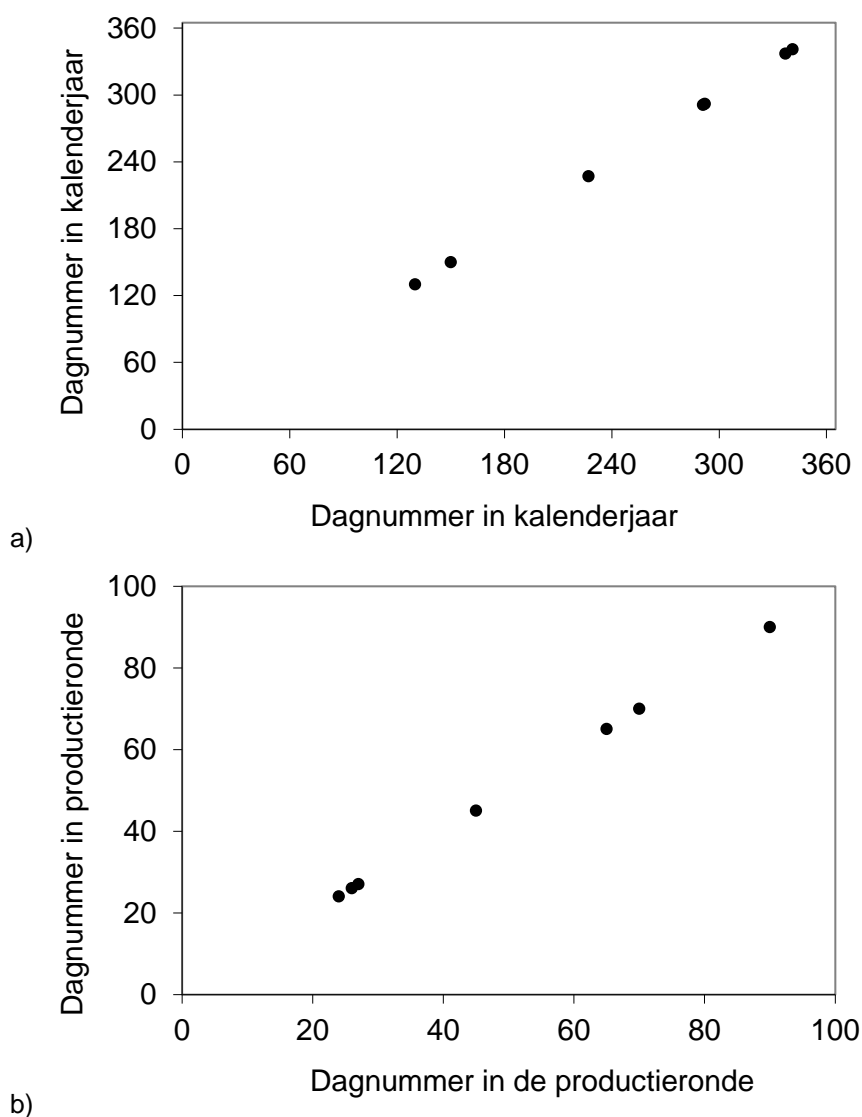 360
300
240
180
120
60
0
Dagnummer in kalenderjaar
0 60 120 180 240 300 360
Dagnummer in kalenderjaar
a)
100
80
60
40
20
0
Dagnummer in productieronde
0 20 40 60 80 100
Dagnummer in de productieronde
b)